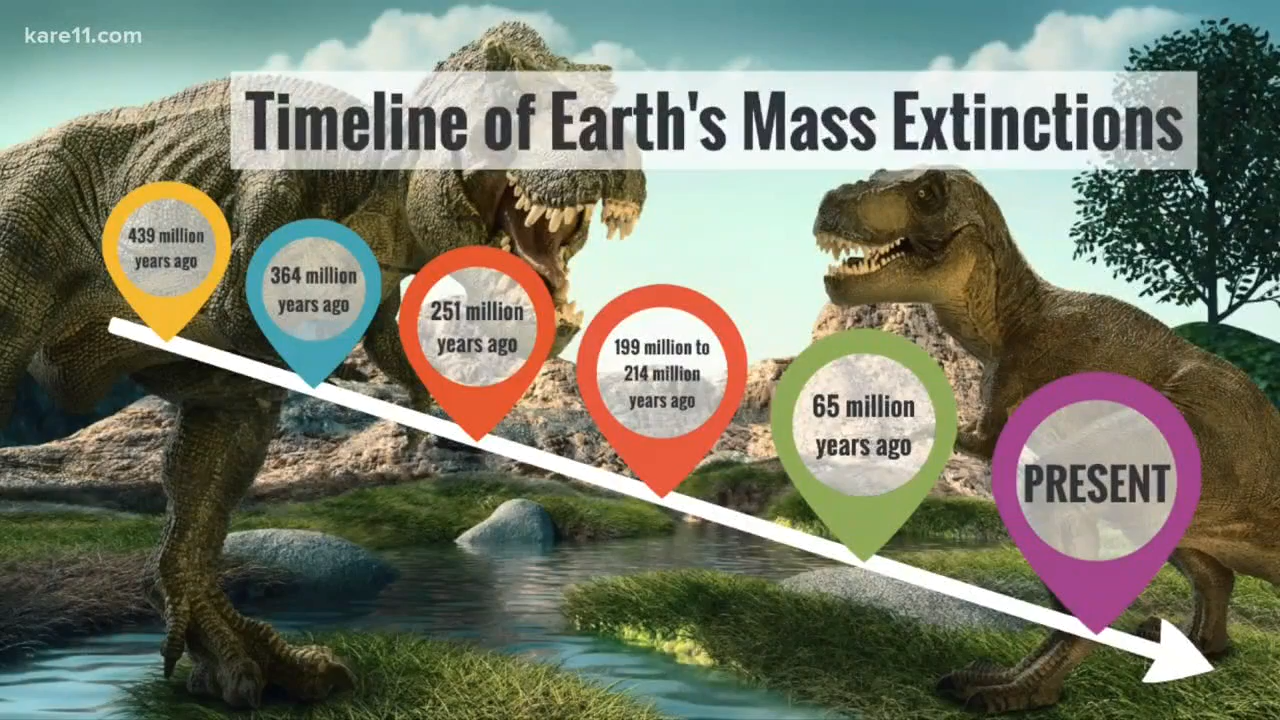 kare11.com
Timeline of Earth's Mass Extinctions
439 million
years ago
364 million
years ago
251 million
years ago
199 million to
214 million
years ago
65 million
years ago
PRESENT